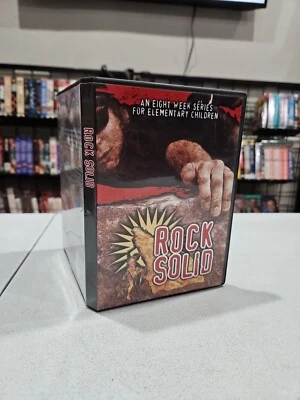 AN EIGHT WEEK SERIES
FOR ELEMENTARY CHILDREN
ROCK SOLID
ROCK
SOLID